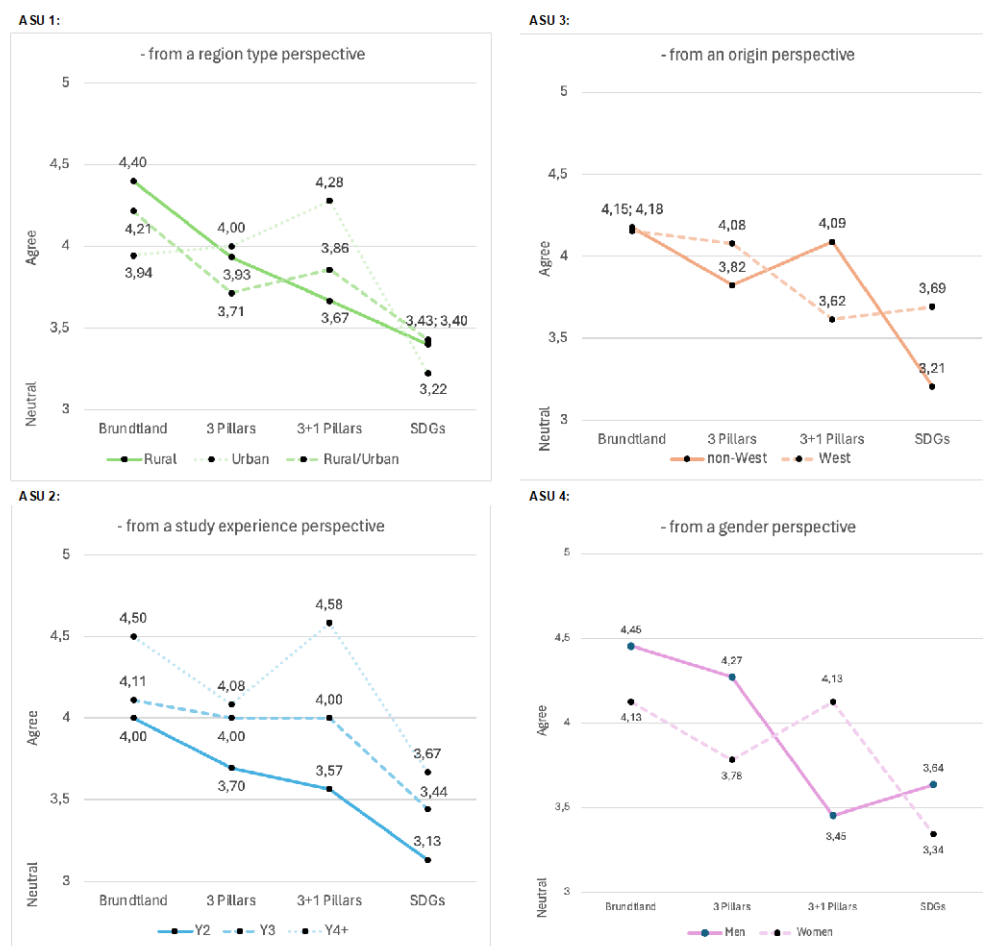 ASU 1:
- from a region type perspective
5
4,5
4
3,5
3
Agree
Neutral
4,40
4,21
3,94
4,00
3,93
3,71
4,28
3,86
3,67
3,43; 3,40
3,22
Brundtland 3 Pillars 3+1 Pillars SDGs
Rural Urban Rural/Urban
ASU 3:
- from an origin perspective
5
4,5
4
3,5
3
Agree
Neutral
4,15; 4,18
4,08
3,82
4,09
3,62
3,69
3,21
Brundtland 3 Pillars 3+1 Pillars SDGs
non-West West
ASU 2:
- from a study experience perspective
5
4,5
4
3,5
3
Agree
Neutral
4,50
4,11
4,00
4,08
4,00
3,70
4,58
4,00
3,57
3,67
3,44
3,13
Brundtland 3 Pillars 3+1 Pillars SDGs
Y2 Y3 Y4+
ASU 4:
- from a gender perspective
5
4,5
4
3,5
3
Agree
Neutral
4,45
4,13
4,27
3,78
4,13
3,45
3,64
3,34
Brundtland 3 Pillars 3+1 Pillars SDGs
Men Women